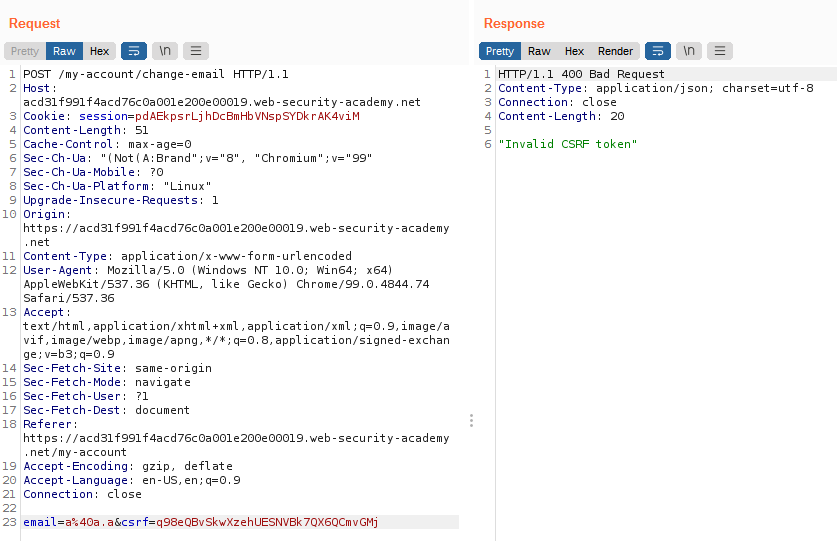 Request
Pretty Raw Hex \n
1 POST /my-account/change-email HTTP/1.1
2 Host:
acd31f991f4acd76c0a001e200e00019.web-security-academy.net
3 Cookie: session=pdAEkpsrLjhDcBmHbVNspSYDkrAK4viM
4 Content-Length: 51
5 Cache-Control: max-age=0
6 Sec-Ch-Ua: "(Not(A:Brand";v="8", "Chromium";v="99"
7 Sec-Ch-Ua-Mobile: ?0
8 Sec-Ch-Ua-Platform: "Linux"
9 Upgrade-Insecure-Requests: 1
10 Origin:
https://acd31f991f4acd76c0a001e200e00019.web-security-academy
.net
11 Content-Type: application/x-www-form-urlencoded
12 User-Agent: Mozilla/5.0 (Windows NT 10.0; Win64; x64)
AppleWebKit/537.36 (KHTML, like Gecko) Chrome/99.0.4844.74
Safari/537.36
13 Accept:
text/html,application/xhtml+xml,application/xml;q=0.9,image/a
vif,image/webp,image/apng,*/*;q=0.8,application/signed-exchan
ge;v=b3;q=0.9
14 Sec-Fetch-Site: same-origin
15 Sec-Fetch-Mode: navigate
16 Sec-Fetch-User: ?1
17 Sec-Fetch-Dest: document
18 Referer:
https://acd31f991f4acd76c0a001e200e00019.web-security-academy
.net/my-account
19 Accept-Encoding: gzip, deflate
20 Accept-Language: en-US,en;q=0.9
21 Connection: close
22
23 email=a%40a.a&csrf=q98eQBvSkwXzehUESNVBk7QX6QCmvGMj
Response
Pretty Raw Hex Render \n
1 HTTP/1.1 400 Bad Request
2 Content-Type: application/json; charset=utf-8
3 Connection: close
4 Content-Length: 20
5
6 "Invalid CSRF token"